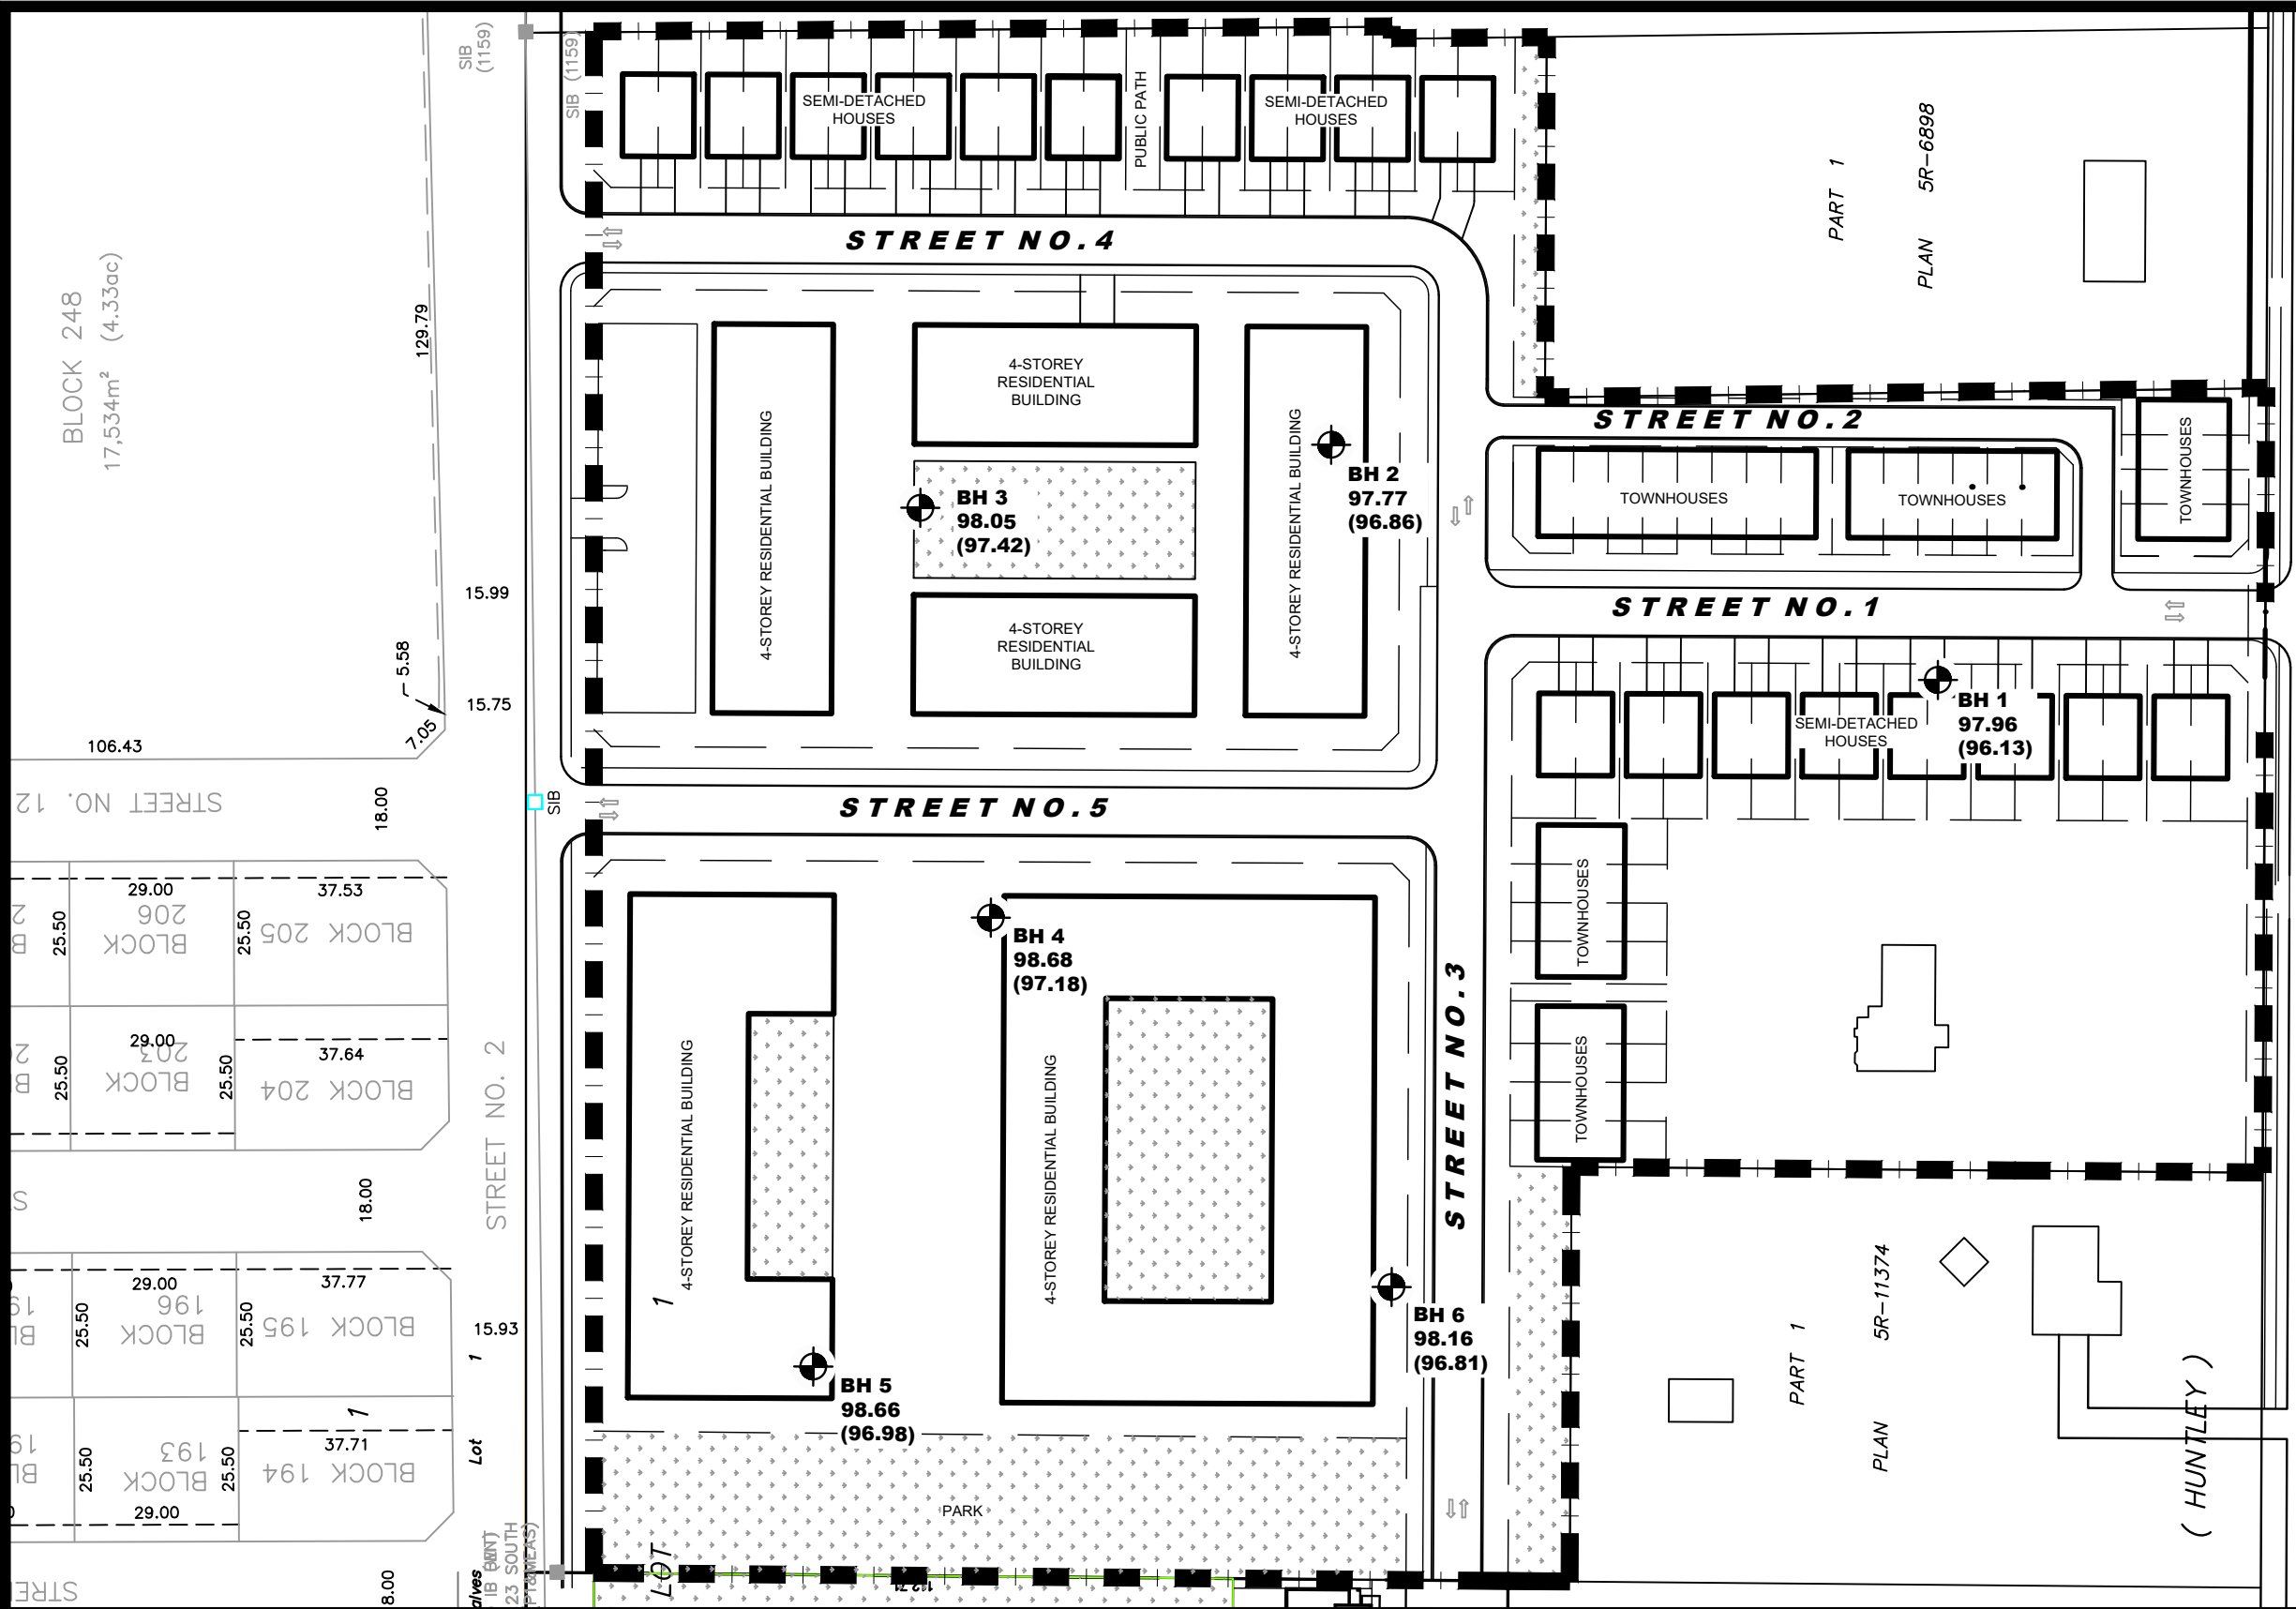 SIB
(1159)
SIB (1159)
SEMI-DETACHED
HOUSES
PUBLIC PATH
SEMI-DETACHED
HOUSES
PART 1
PLAN 5R-6898
STREET NO.4
BLOCK 248
17,534m² (4.33ac)
129.79
4-STOREY RESIDENTIAL BUILDING
4-STOREY
RESIDENTIAL
BUILDING
4-STOREY RESIDENTIAL BUILDING
BH 2
97.77
(96.86)
BH 3
98.05
(97.42)
4-STOREY
RESIDENTIAL
BUILDING
STREET NO.2
TOWNHOUSES
TOWNHOUSES
TOWNHOUSES
STREET NO.1
15.99
5.58
15.75
7.05
106.43
BH 1
97.96
(96.13)
SEMI-DETACHED
HOUSES
STREET NO. 12
18.00
SIB
STREET NO.5
29.00
37.53
BLOCK
206
BLOCK 205
25.50
25.50
29.00
37.64
BLOCK
203
BLOCK 204
25.50
25.50
STREET NO. 2
18.00
BH 4
98.68
(97.18)
4-STOREY RESIDENTIAL BUILDING
4-STOREY RESIDENTIAL BUILDING
1
STREET NO.3
TOWNHOUSES
TOWNHOUSES
29.00
37.77
BLOCK
196
BLOCK 195
25.50
25.50
15.93
BH 6
98.16
(96.81)
BH 5
98.66
(96.98)
PART 1
PLAN 5R-11374
( HUNTLEY )
1
37.71
BLOCK
193
BLOCK 194
25.50
25.50
29.00
Lot 1
PARK
LOT
23 SOUTH
8.00